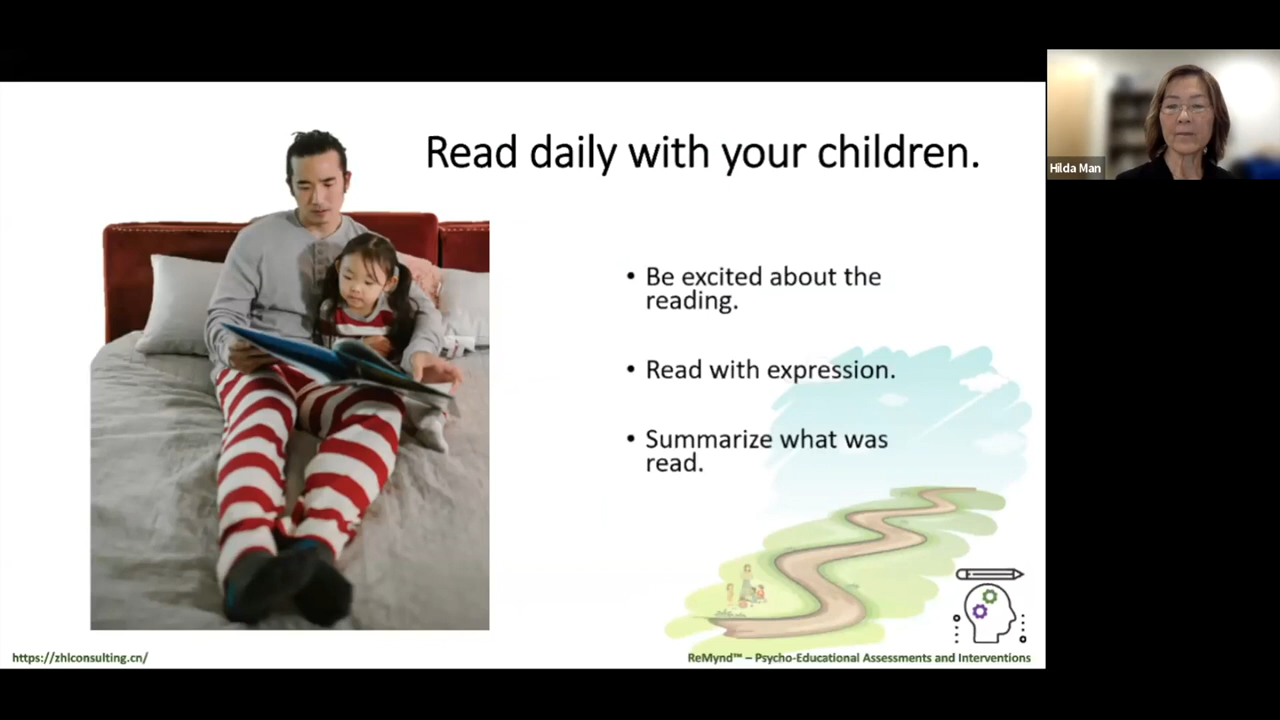 Read daily with your children.
Hilda Man
• Be excited about the
reading.
• Read with expression.
• Summarize what was
read.
https://zhlconsulting.cn/
ReMynd™ – Psycho-Educational Assessments and Interventions